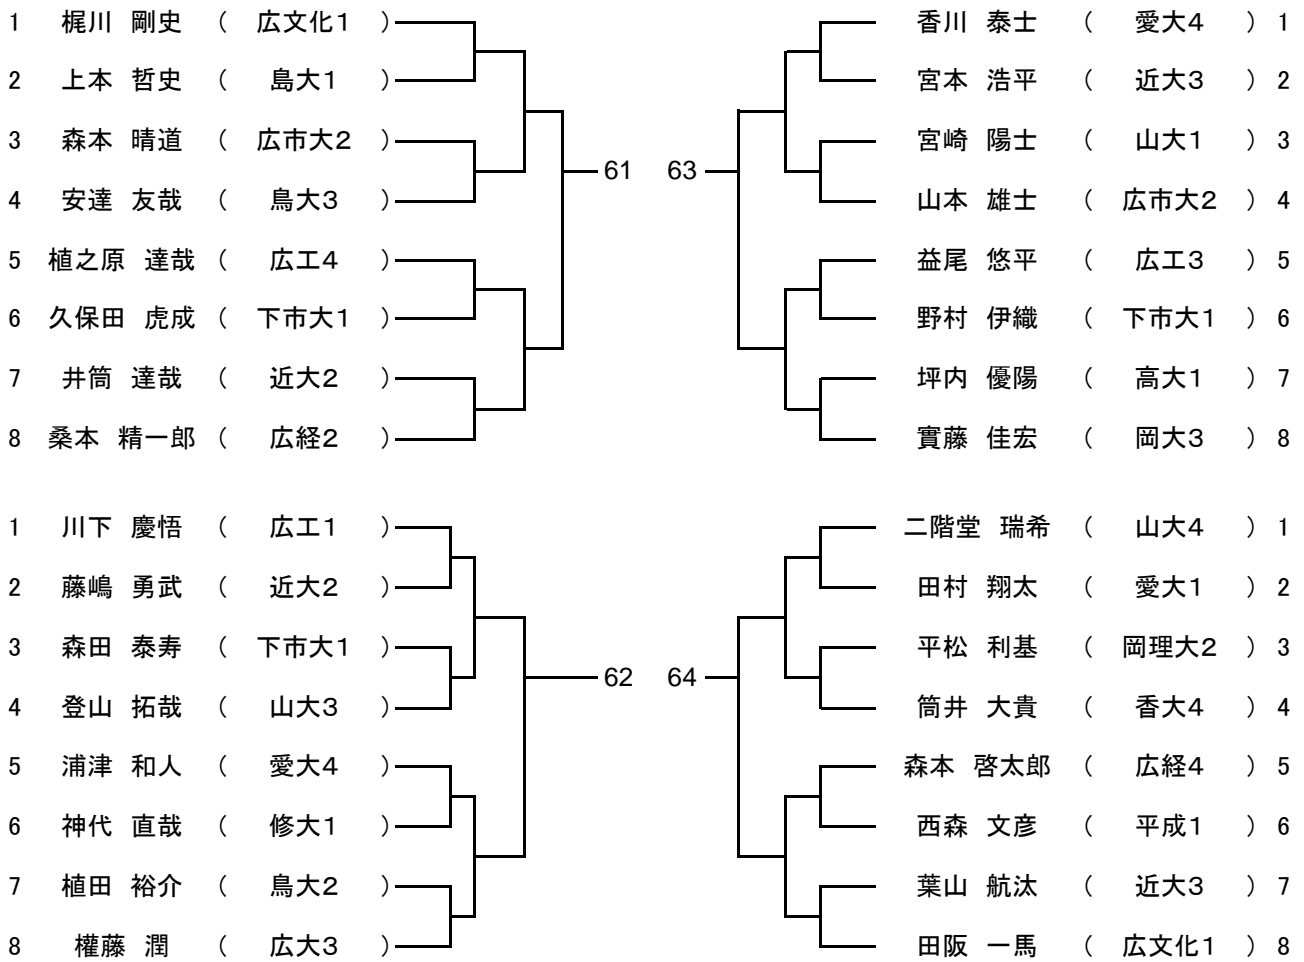 1 梶川 剛史 ( 広文化1 )
2 上本 哲史 ( 島大1 )
3 森本 晴道 ( 広市大2 )
4 安達 友哉 ( 鳥大3 )
5 植之原 達哉 ( 広工4 )
6 久保田 虎成 ( 下市大1 )
7 井筒 達哉 ( 近大2 )
8 桑本 精一郎 ( 広経2 )
61
63
香川 泰士 ( 愛大4 ) 1
宮本 浩平 ( 近大3 ) 2
宮崎 陽士 ( 山大1 ) 3
山本 雄士 ( 広市大2 ) 4
益尾 悠平 ( 広工3 ) 5
野村 伊織 ( 下市大1 ) 6
坪内 優陽 ( 高大1 ) 7
實藤 佳宏 ( 岡大3 ) 8
1 川下 慶悟 ( 広工1 )
2 藤嶋 勇武 ( 近大2 )
3 森田 泰寿 ( 下市大1 )
4 登山 拓哉 ( 山大3 )
5 浦津 和人 ( 愛大4 )
6 神代 直哉 ( 修大1 )
7 植田 裕介 ( 鳥大2 )
8 權藤 潤 ( 広大3 )
62
64
二階堂 瑞希 ( 山大4 ) 1
田村 翔太 ( 愛大1 ) 2
平松 利基 ( 岡理大2 ) 3
筒井 大貴 ( 香大4 ) 4
森本 啓太郎 ( 広経4 ) 5
西森 文彦 ( 平成1 ) 6
葉山 航汰 ( 近大3 ) 7
田阪 一馬 ( 広文化1 ) 8